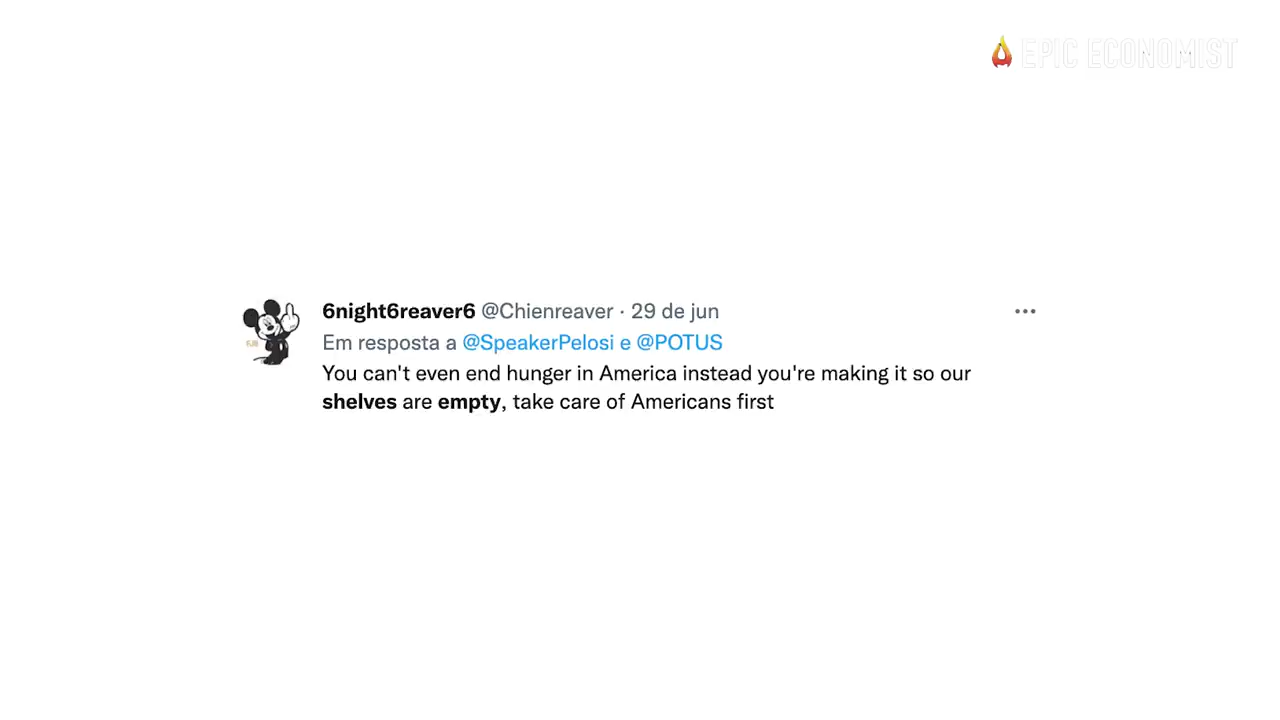 EPIC ECONOMIST
6night6reaver6 @Chienreaver · 29 de jun
Em resposta a @SpeakerPelosi e @POTUS
You can't even end hunger in America instead you're making it so our
shelves are empty, take care of Americans first